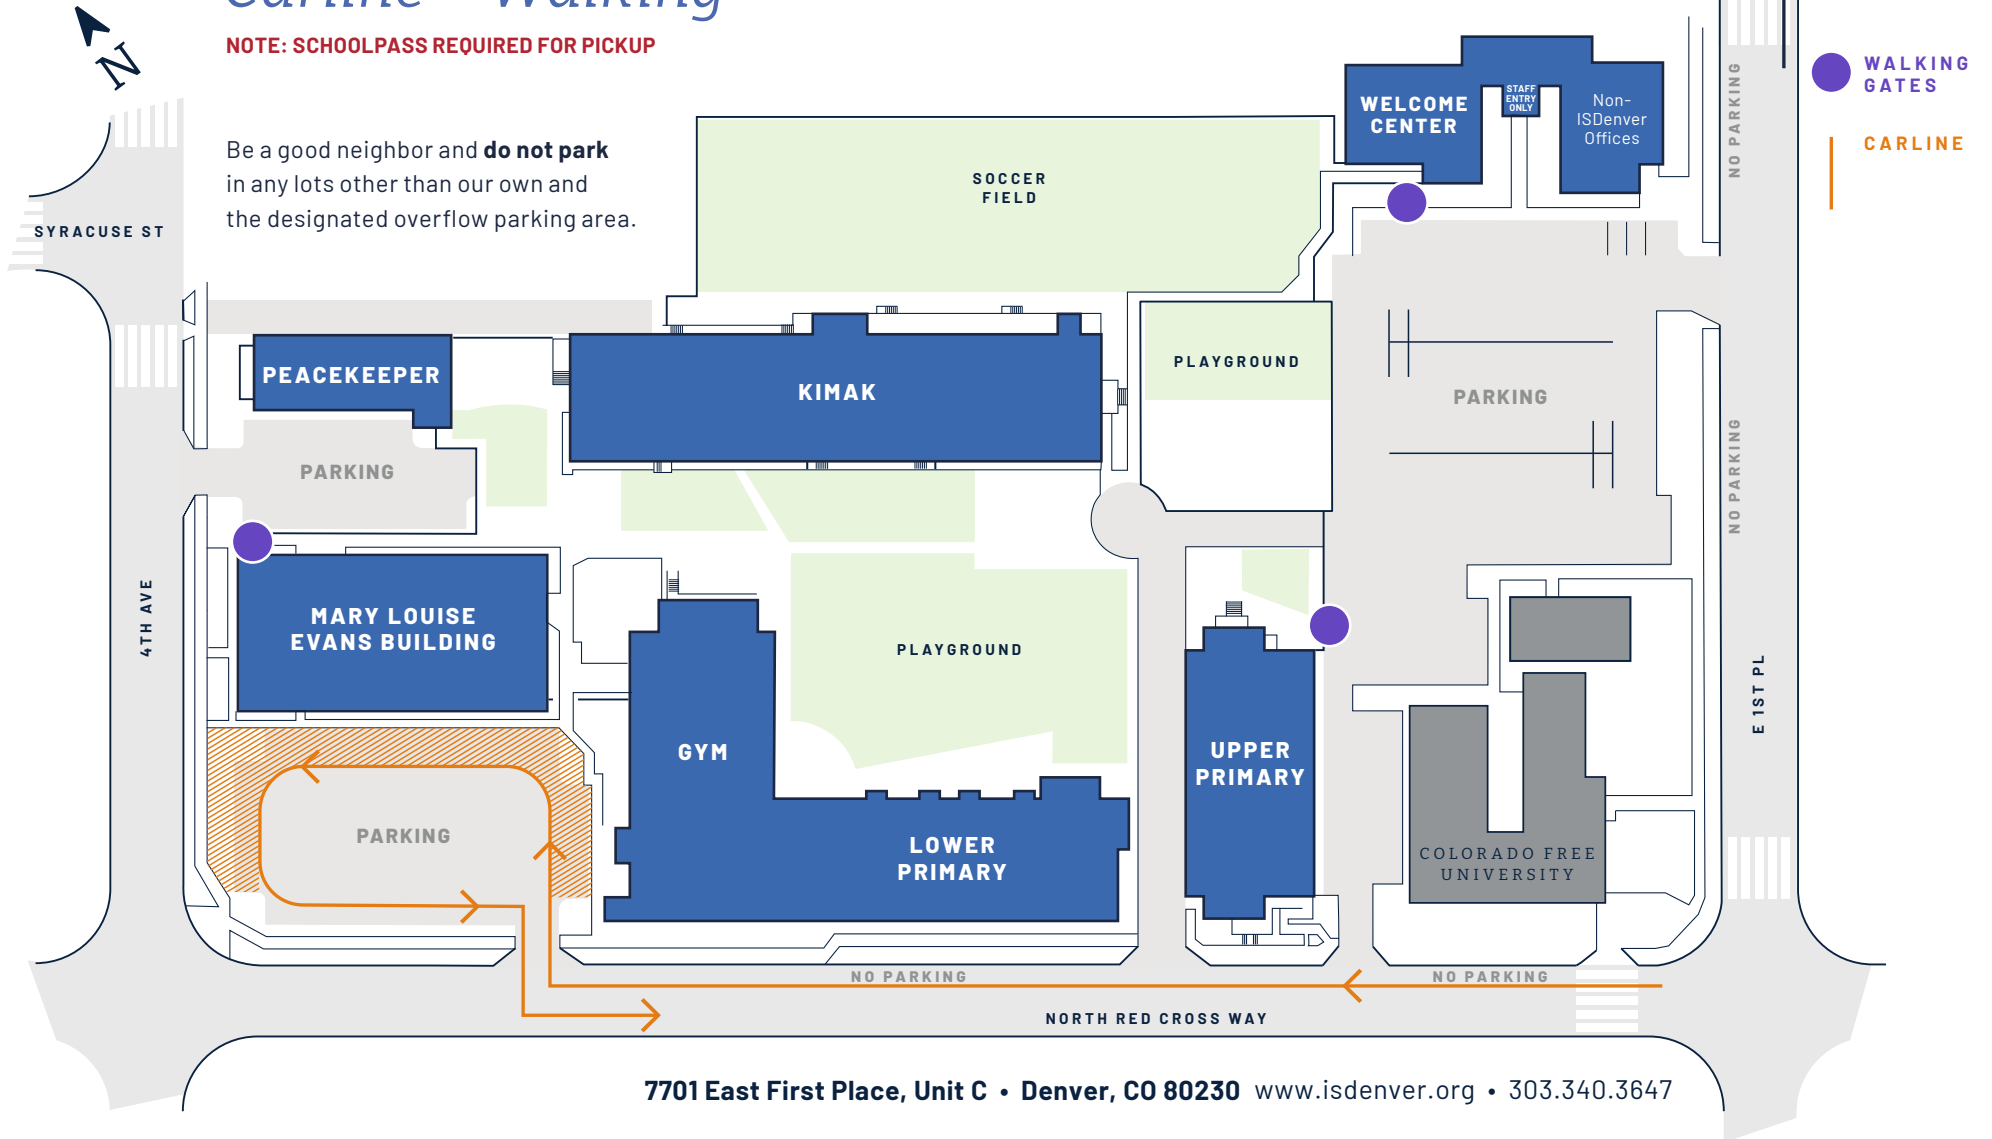 Carline Walking
NOTE: SCHOOLPASS REQUIRED FOR PICKUP
N
Be a good neighbor and do not park
in any lots other than our own and
the designated overflow parking area.
WALKING
GATES
CARLINE
WELCOME
CENTER
STAFF
ENTRY
ONLY
Non-
ISDenver
Offices
NO PARKING
SOCCER
FIELD
SYRACUSE ST
PEACEKEEPER
KIMAK
PLAYGROUND
PARKING
NO PARKING
PARKING
4TH AVE
MARY LOUISE
EVANS BUILDING
PLAYGROUND
E 1ST PL
GYM
UPPER
PRIMARY
PARKING
LOWER
PRIMARY
COLORADO FREE
UNIVERSITY
NO PARKING
NO PARKING
NORTH RED CROSS WAY
7701 East First Place, Unit C • Denver, CO 80230 www.isdenver.org • 303.340.3647